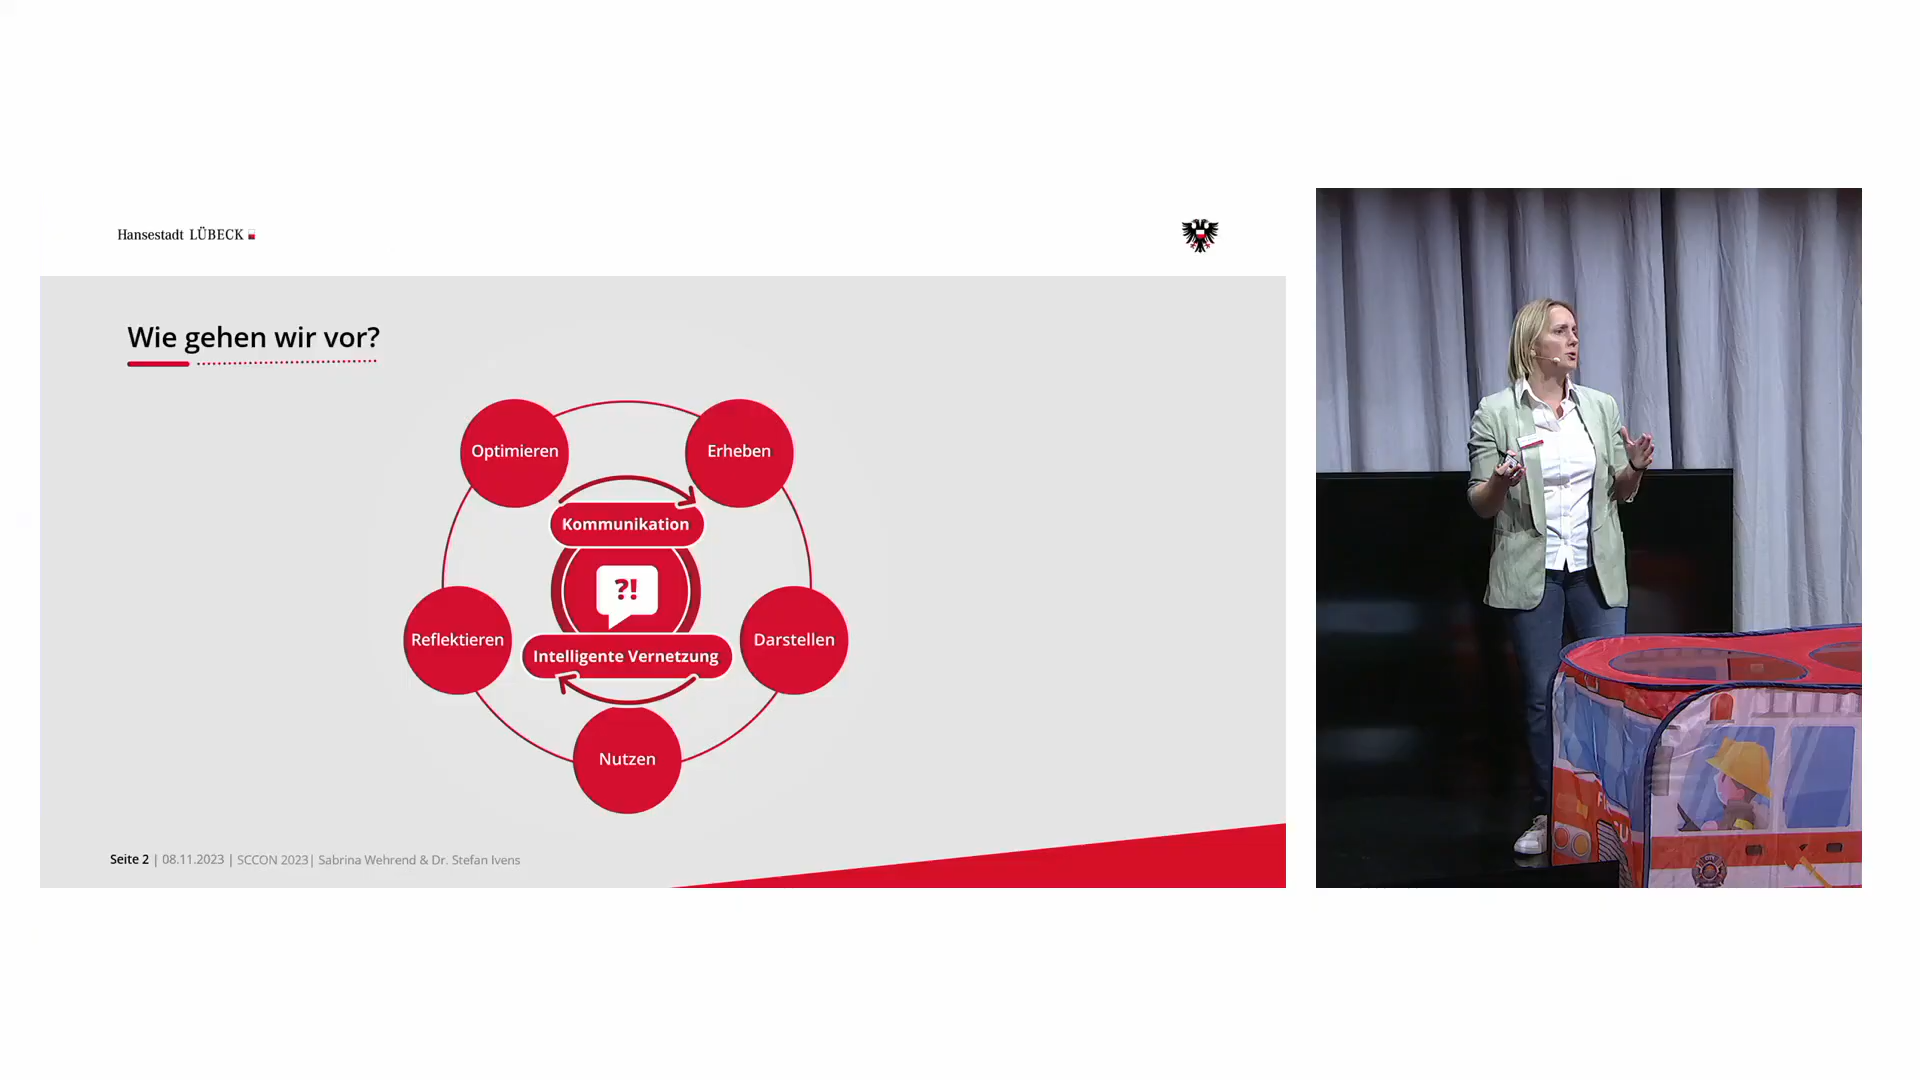 Hansestadt LÜBECK
Wie gehen wir vor?
Optimieren
Erheben
Kommunikation
?!
Reflektieren
Intelligente Vernetzung
Darstellen
Nutzen
Seite 2 | 08.11.2023 | SCCON 2023| Sabrina Wehrend & Dr. Stefan Ivens